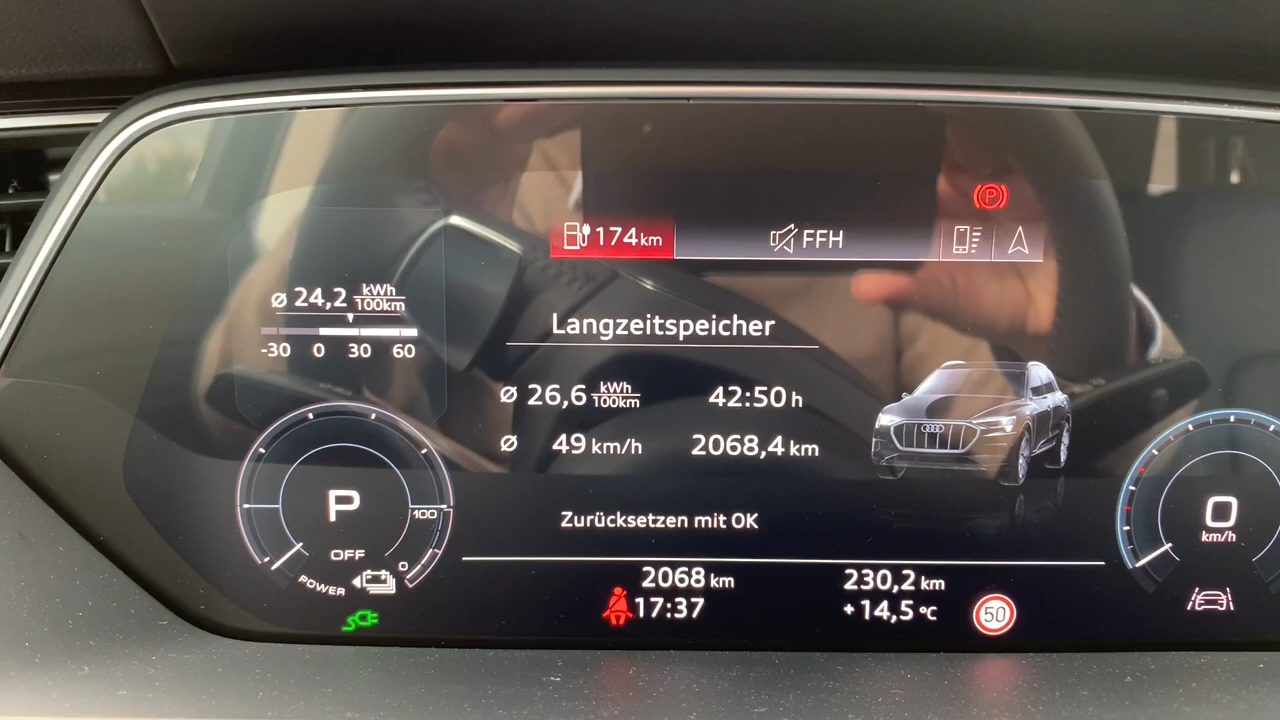 174 km
FFH
Ø 24,2 kWh/100km
-30 0 30 60
Langzeitspeicher
Ø 26,6 kWh/100km 42:50 h
Ø 49 km/h 2068,4 km
Zurücksetzen mit OK
P
100
OFF
POWER 0
0
km/h
2068 km 230,2 km
17:37 +14,5 °C
50
P